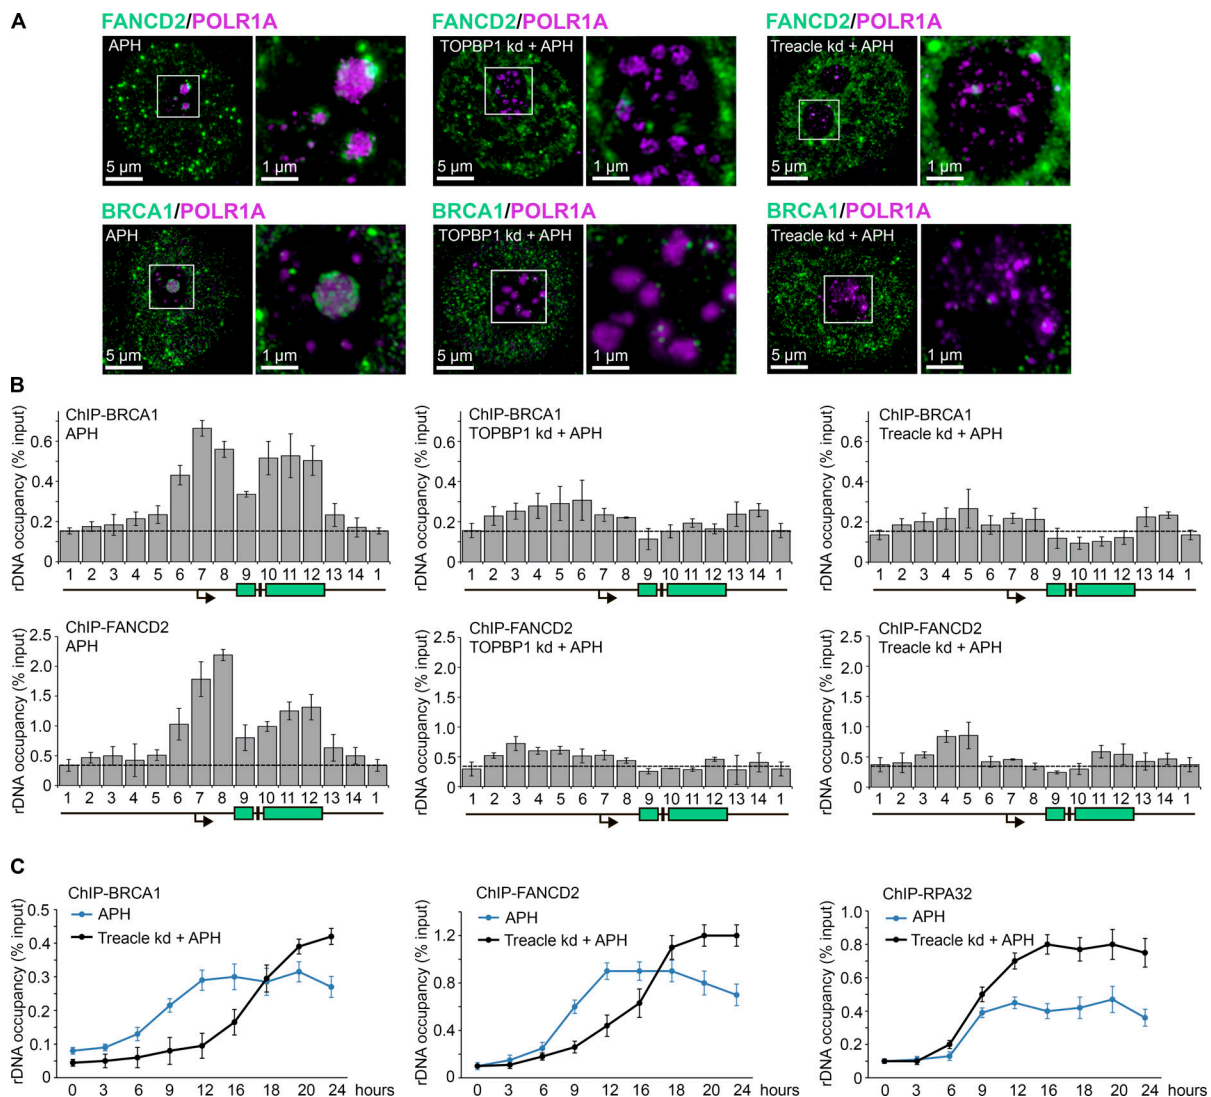 A
FANCD2/POLR1A
FANCD2/POLR1A
FANCD2/POLR1A
APH
TOPBP1 kd + APH
Treacle kd + APH
5 µm
1 µm
5 µm
1 µm
5 µm
1 µm
BRCA1/POLR1A
BRCA1/POLR1A
BRCA1/POLR1A
APH
TOPBP1 kd + APH
Treacle kd + APH
5 µm
1 µm
5 µm
1 µm
5 µm
1 µm
B
ChIP-BRCA1
APH
rDNA occupancy (% input)
0.6
0.4
0.2
0
1 2 3 4 5 6 7 8 9 10 11 12 13 14 1
ChIP-BRCA1
TOPBP1 kd + APH
rDNA occupancy (% input)
0.6
0.4
0.2
0
1 2 3 4 5 6 7 8 9 10 11 12 13 14 1
ChIP-BRCA1
Treacle kd + APH
rDNA occupancy (% input)
0.6
0.4
0.2
0
1 2 3 4 5 6 7 8 9 10 11 12 13 14 1
ChIP-FANCD2
APH
rDNA occupancy (% input)
2.5
2.0
1.5
1.0
0.5
0
1 2 3 4 5 6 7 8 9 10 11 12 13 14 1
ChIP-FANCD2
TOPBP1 kd + APH
rDNA occupancy (% input)
2.5
2.0
1.5
1.0
0.5
0
1 2 3 4 5 6 7 8 9 10 11 12 13 14 1
ChIP-FANCD2
Treacle kd + APH
rDNA occupancy (% input)
2.5
2.0
1.5
1.0
0.5
0
1 2 3 4 5 6 7 8 9 10 11 12 13 14 1
C
ChIP-BRCA1
APH
Treacle kd + APH
rDNA occupancy (% input)
0.5
0.4
0.3
0.2
0.1
0
0 3 6 9 12 16 18 20 24 hours
ChIP-FANCD2
APH
Treacle kd + APH
rDNA occupancy (% input)
1.2
0.8
0.4
0
0 3 6 9 12 16 18 20 24 hours
ChIP-RPA32
APH
Treacle kd + APH
rDNA occupancy (% input)
1.0
0.8
0.6
0.4
0.2
0
0 3 6 9 12 16 18 20 24 hours